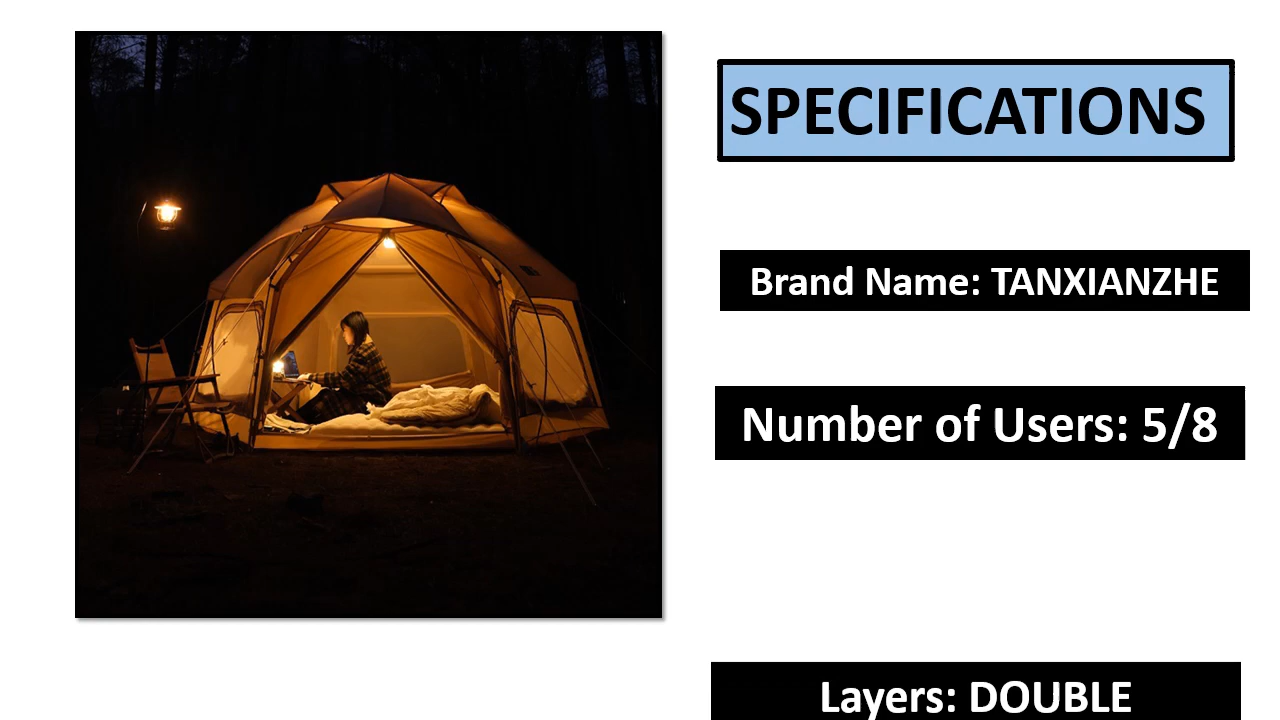 SPECIFICATIONS
Brand Name: TANXIANZHE
Number of Users: 5/8
Layers: DOUBLE